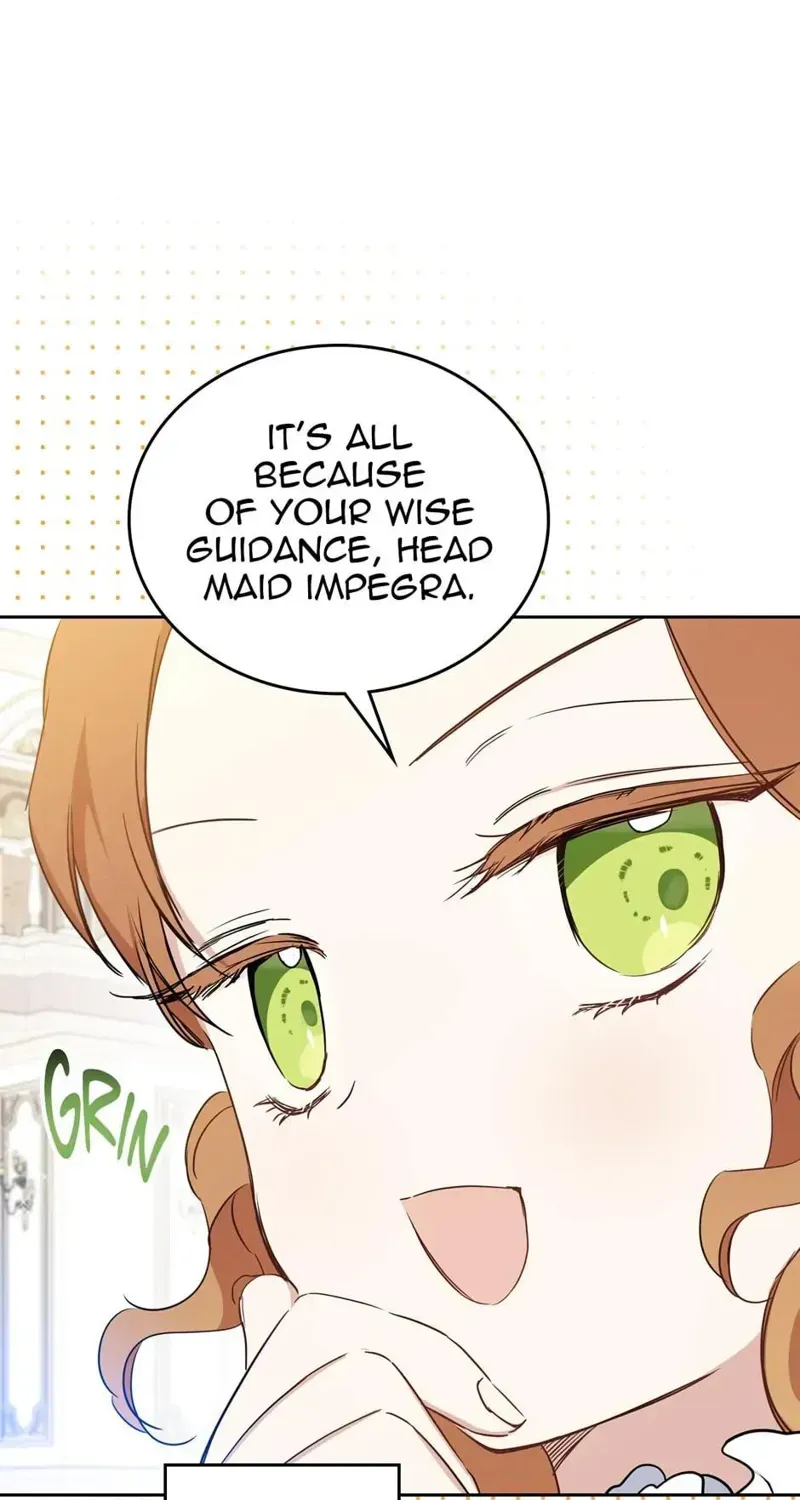 IT'S ALL
BECAUSE
OF YOUR WISE
GUIDANCE, HEAD
MAID IMPEGRA.
GRIN